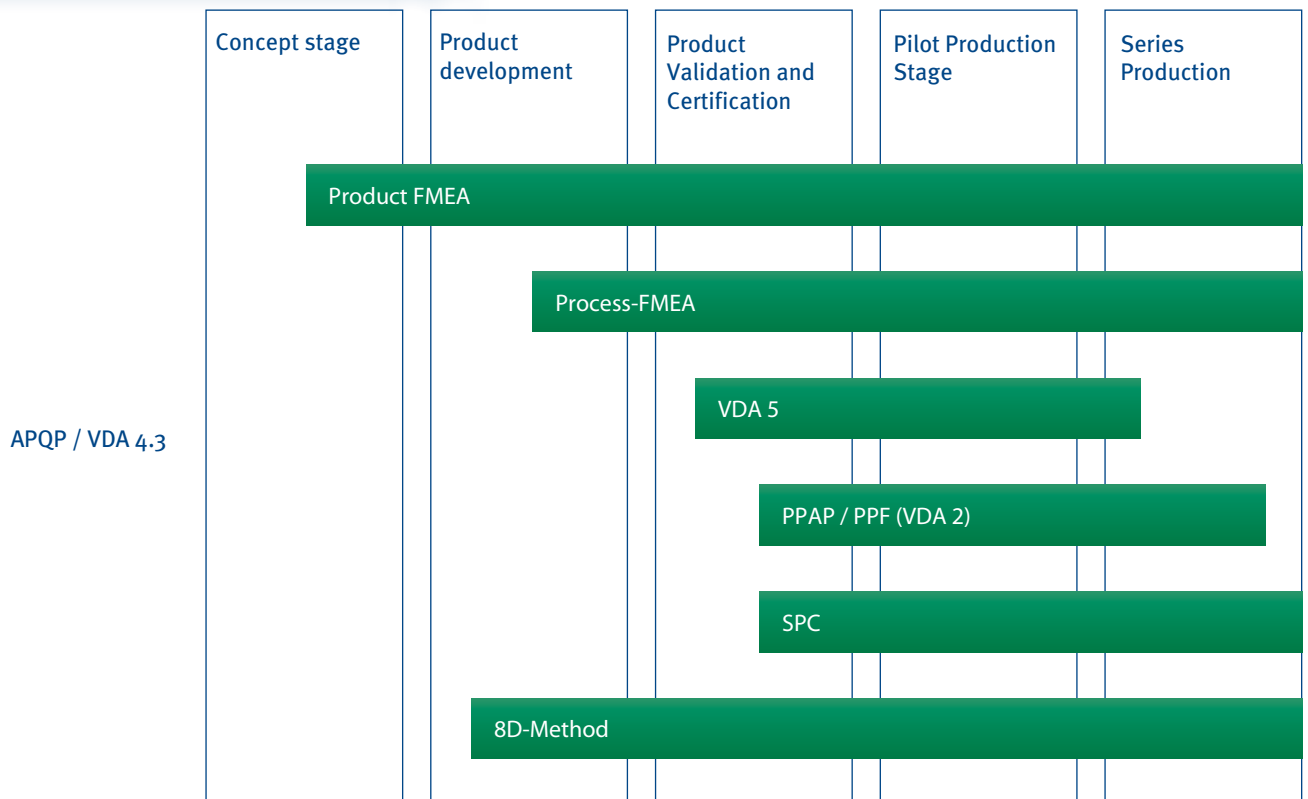 Concept stage
Product
development
Product
Validation and
Certification
Pilot Production
Stage
Series
Production
Product FMEA
Process-FMEA
VDA 5
APQP / VDA 4.3
PPAP / PPF (VDA 2)
SPC
8D-Method